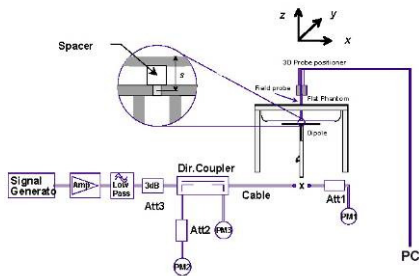 z
y
x
Spacer
s
3D Probe positioner
Field probe
Flat Phantom
Dipole
Signal
Generato
Amp
Low
Pass
3dB
Att3
Dir.Coupler
Cable
x
Att1
PM1
Att2
PM3
PM2
PC